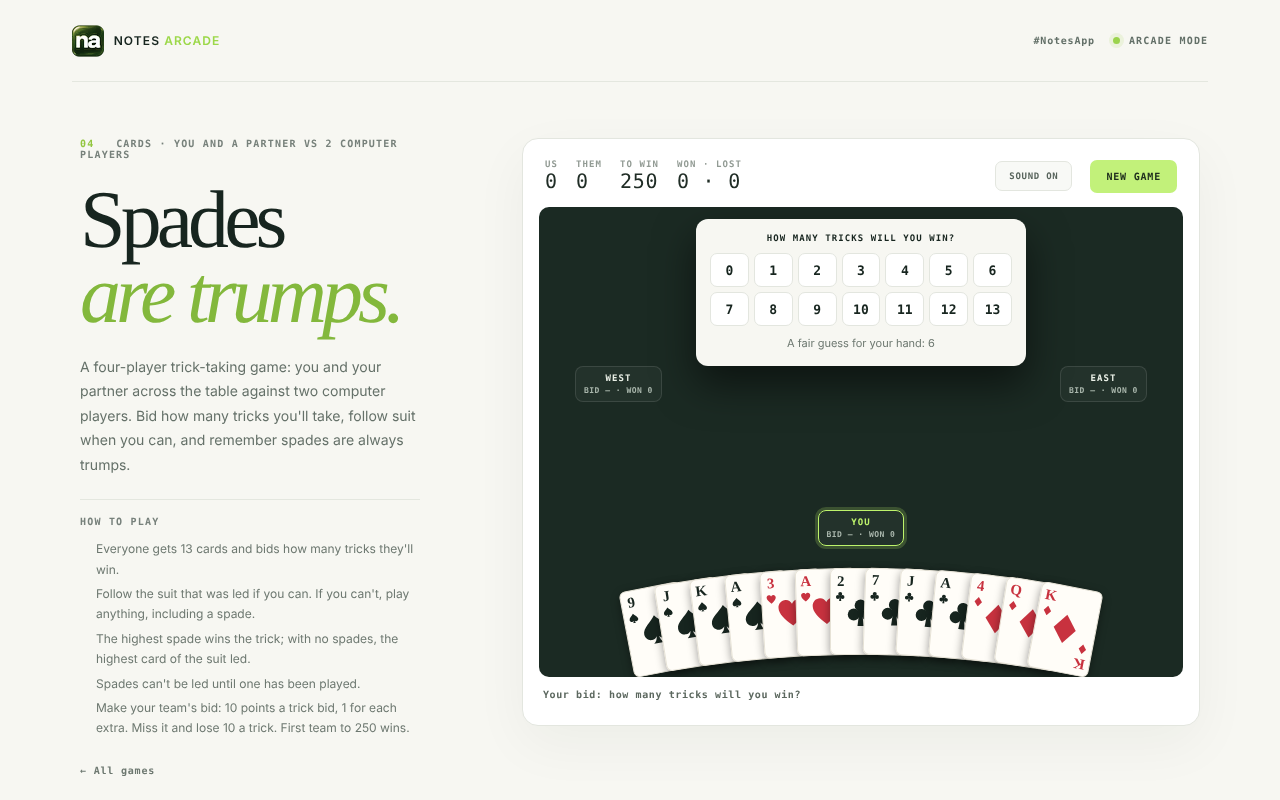 na NOTES ARCADE
#NotesApp ARCADE MODE
04 CARDS · YOU AND A PARTNER VS 2 COMPUTER
PLAYERS
Spades
are trumps.
A four-player trick-taking game: you and your
partner across the table against two computer
players. Bid how many tricks you'll take, follow suit
when you can, and remember spades are always
trumps.
HOW TO PLAY
Everyone gets 13 cards and bids how many tricks they'll
win.
Follow the suit that was led if you can. If you can't, play
anything, including a spade.
The highest spade wins the trick; with no spades, the
highest card of the suit led.
Spades can't be led until one has been played.
Make your team's bid: 10 points a trick bid, 1 for each
extra. Miss it and lose 10 a trick. First team to 250 wins.
← All games
US THEM TO WIN WON · LOST
0 0 250 0 · 0
SOUND ON
NEW GAME
HOW MANY TRICKS WILL YOU WIN?
0 1 2 3 4 5 6
7 8 9 10 11 12 13
A fair guess for your hand: 6
WEST
BID — · WON 0
EAST
BID — · WON 0
YOU
BID — · WON 0
9 J K A 3 A 2 7 J A 4 Q K
K
Your bid: how many tricks will you win?